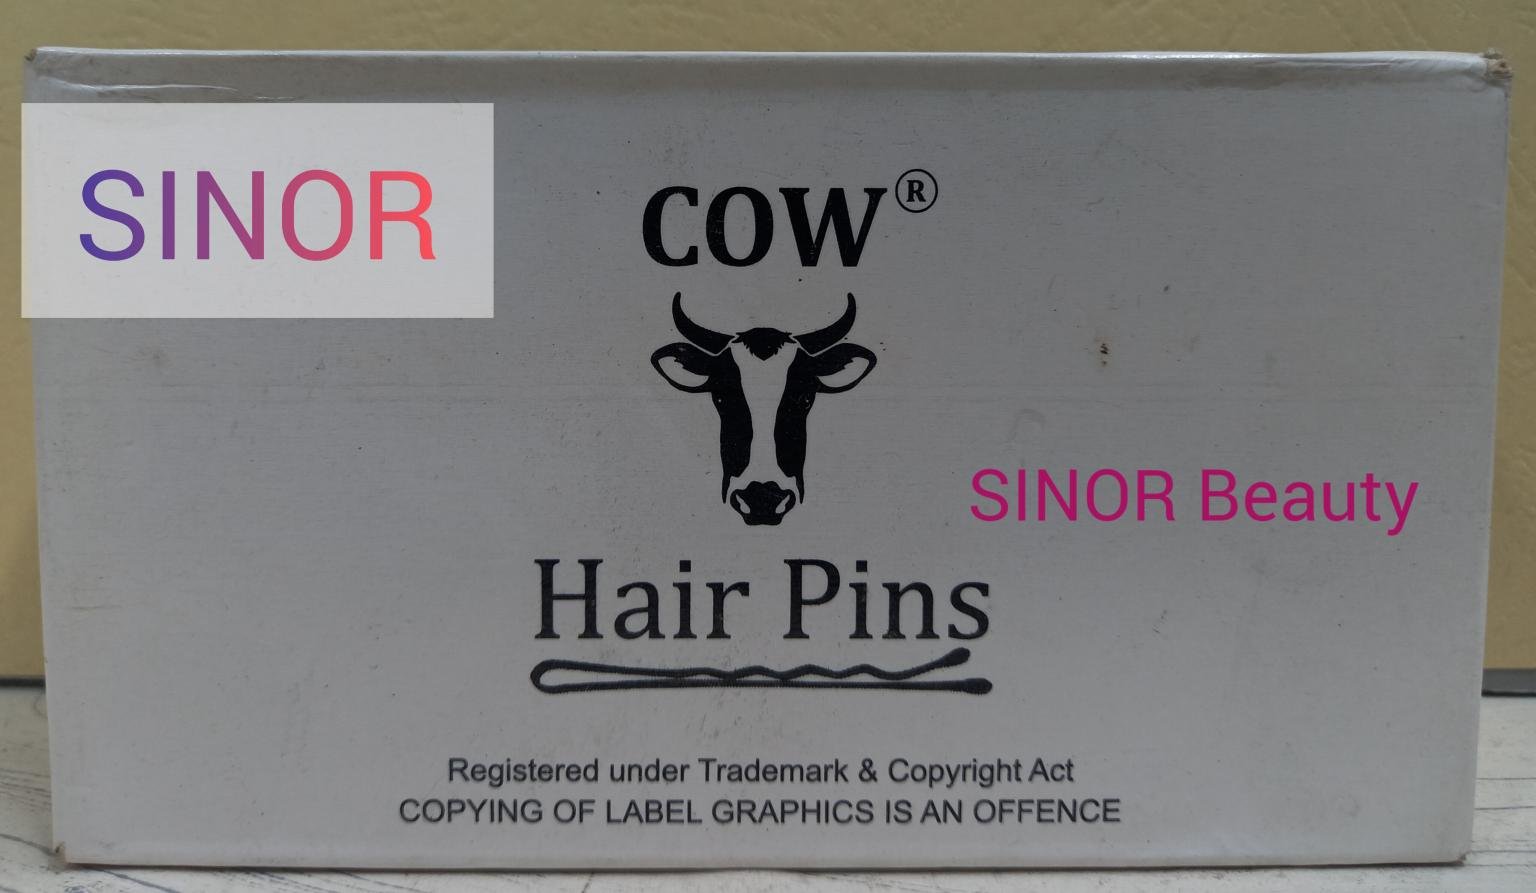 SINOR
COW®
SINOR Beauty
Hair Pins
Registered under Trademark & Copyright Act
COPYING OF LABEL GRAPHICS IS AN OFFENCE